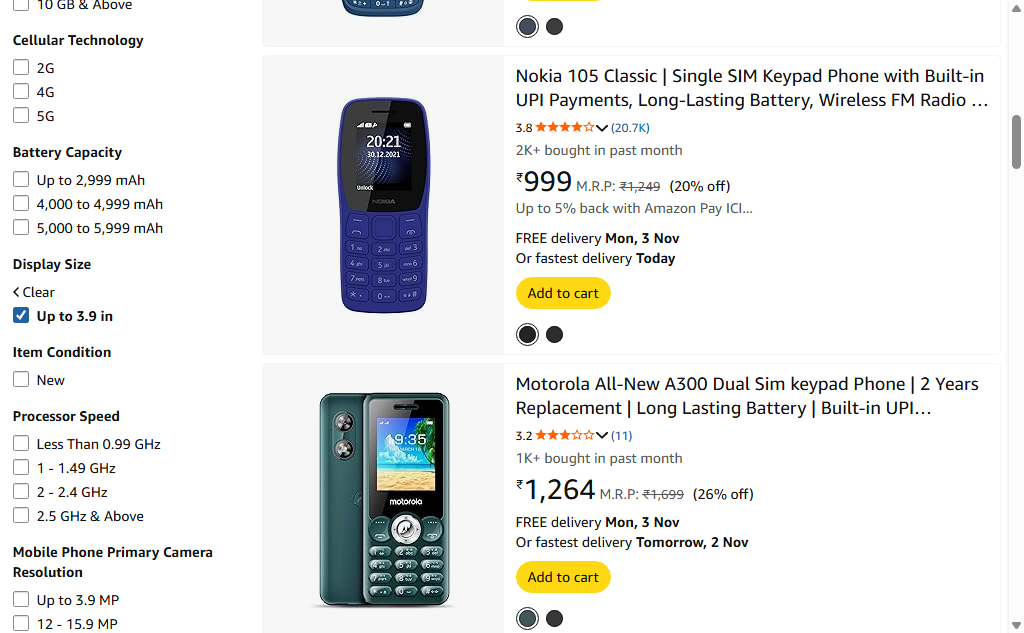 10 GB & Above
Cellular Technology
2G
4G
5G
Battery Capacity
Up to 2,999 mAh
4,000 to 4,999 mAh
5,000 to 5,999 mAh
Display Size
Clear
Up to 3.9 in
Item Condition
New
Processor Speed
Less Than 0.99 GHz
1 - 1.49 GHz
2 - 2.4 GHz
2.5 GHz & Above
Mobile Phone Primary Camera
Resolution
Up to 3.9 MP
12 - 15.9 MP
20:21
30.12.2021
Unlock
NOKIA
Nokia 105 Classic | Single SIM Keypad Phone with Built-in
UPI Payments, Long-Lasting Battery, Wireless FM Radio …
3.8 (20.7K)
2K+ bought in past month
₹999 M.R.P: ₹1,249 (20% off)
Up to 5% back with Amazon Pay ICI…
FREE delivery Mon, 3 Nov
Or fastest delivery Today
Add to cart
19:35
motorola
Motorola All-New A300 Dual Sim keypad Phone | 2 Years
Replacement | Long Lasting Battery | Built-in UPI…
3.2 (11)
1K+ bought in past month
₹1,264 M.R.P: ₹1,699 (26% off)
FREE delivery Mon, 3 Nov
Or fastest delivery Tomorrow, 2 Nov
Add to cart